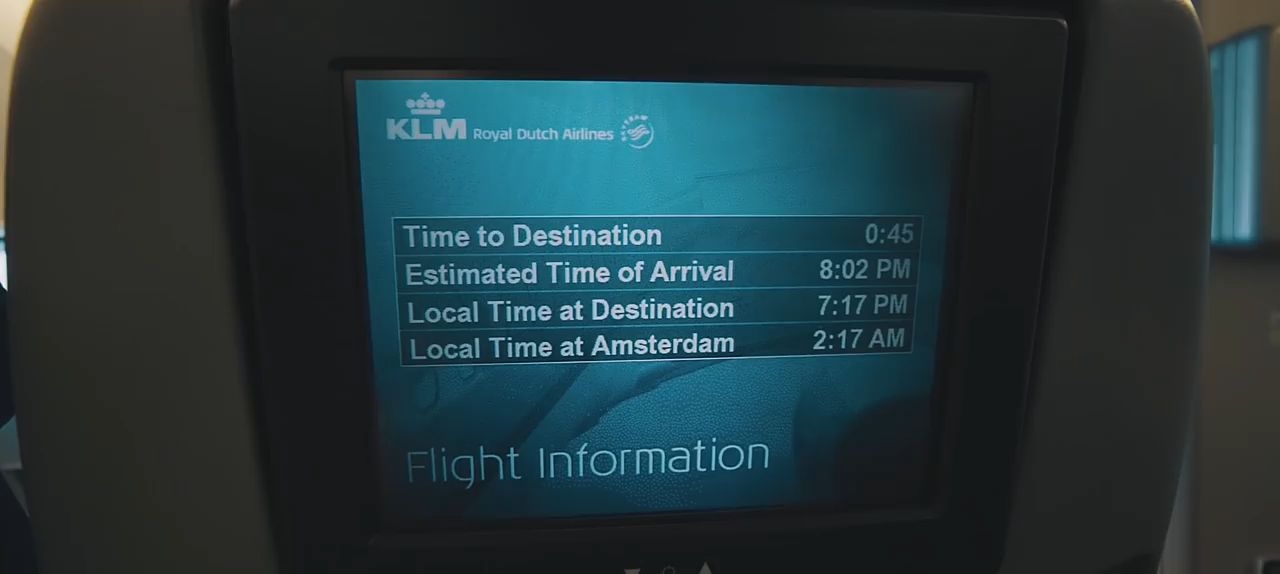 KLM Royal Dutch Airlines SKYTEAM
Time to Destination 0:45
Estimated Time of Arrival 8:02 PM
Local Time at Destination 7:17 PM
Local Time at Amsterdam 2:17 AM
Flight Information